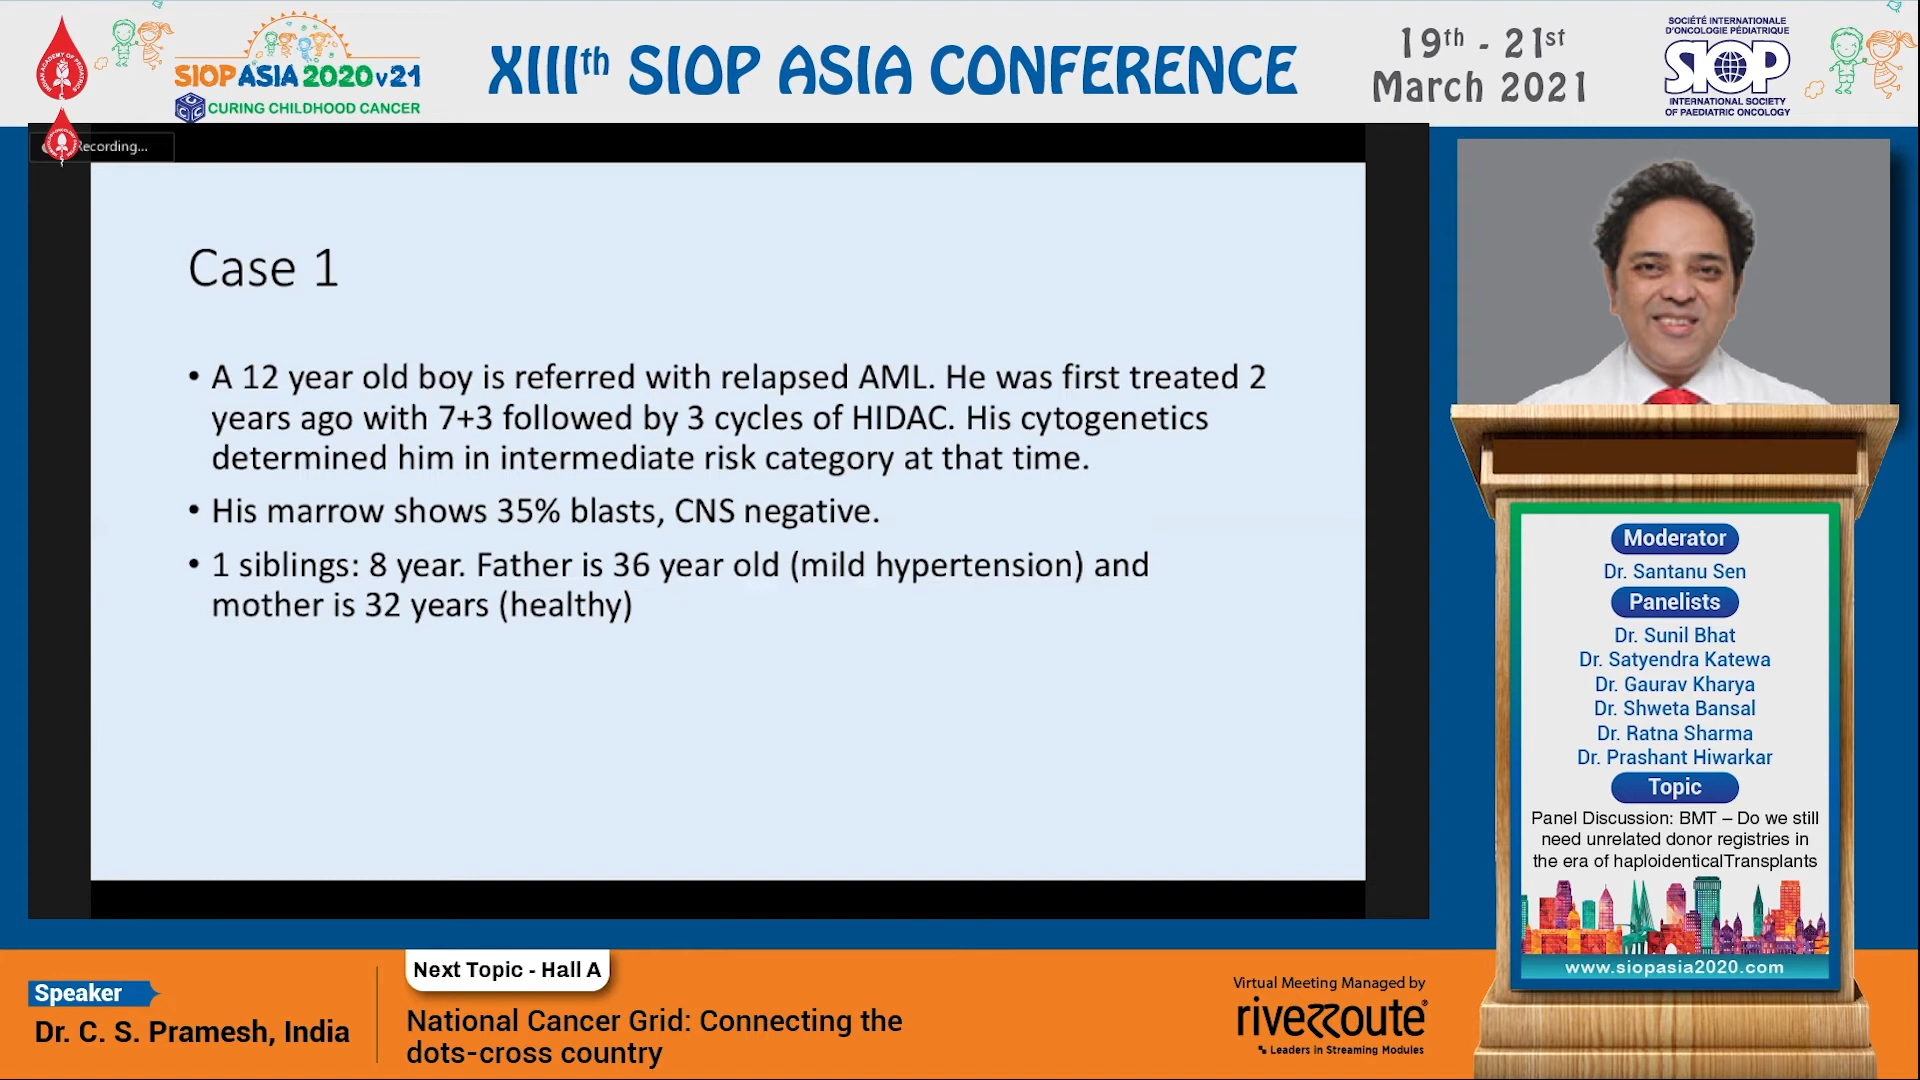 SIOP ASIA 2020 v21
CURING CHILDHOOD CANCER
XIIIth SIOP ASIA CONFERENCE
19th - 21st
March 2021
SOCIÉTÉ INTERNATIONALE
D'ONCOLOGIE PÉDIATRIQUE
SIOP
INTERNATIONAL SOCIETY
OF PAEDIATRIC ONCOLOGY
Recording...
Case 1
• A 12 year old boy is referred with relapsed AML. He was first treated 2
years ago with 7+3 followed by 3 cycles of HIDAC. His cytogenetics
determined him in intermediate risk category at that time.
• His marrow shows 35% blasts, CNS negative.
• 1 siblings: 8 year. Father is 36 year old (mild hypertension) and
mother is 32 years (healthy)
Moderator
Dr. Santanu Sen
Panelists
Dr. Sunil Bhat
Dr. Satyendra Katewa
Dr. Gaurav Kharya
Dr. Shweta Bansal
Dr. Ratna Sharma
Dr. Prashant Hiwarkar
Topic
Panel Discussion: BMT – Do we still
need unrelated donor registries in
the era of haploidenticalTransplants
www.siopasia2020.com
Speaker
Dr. C. S. Pramesh, India
Next Topic - Hall A
National Cancer Grid: Connecting the
dots-cross country
Virtual Meeting Managed by
riverroute
Leaders in Streaming Modules